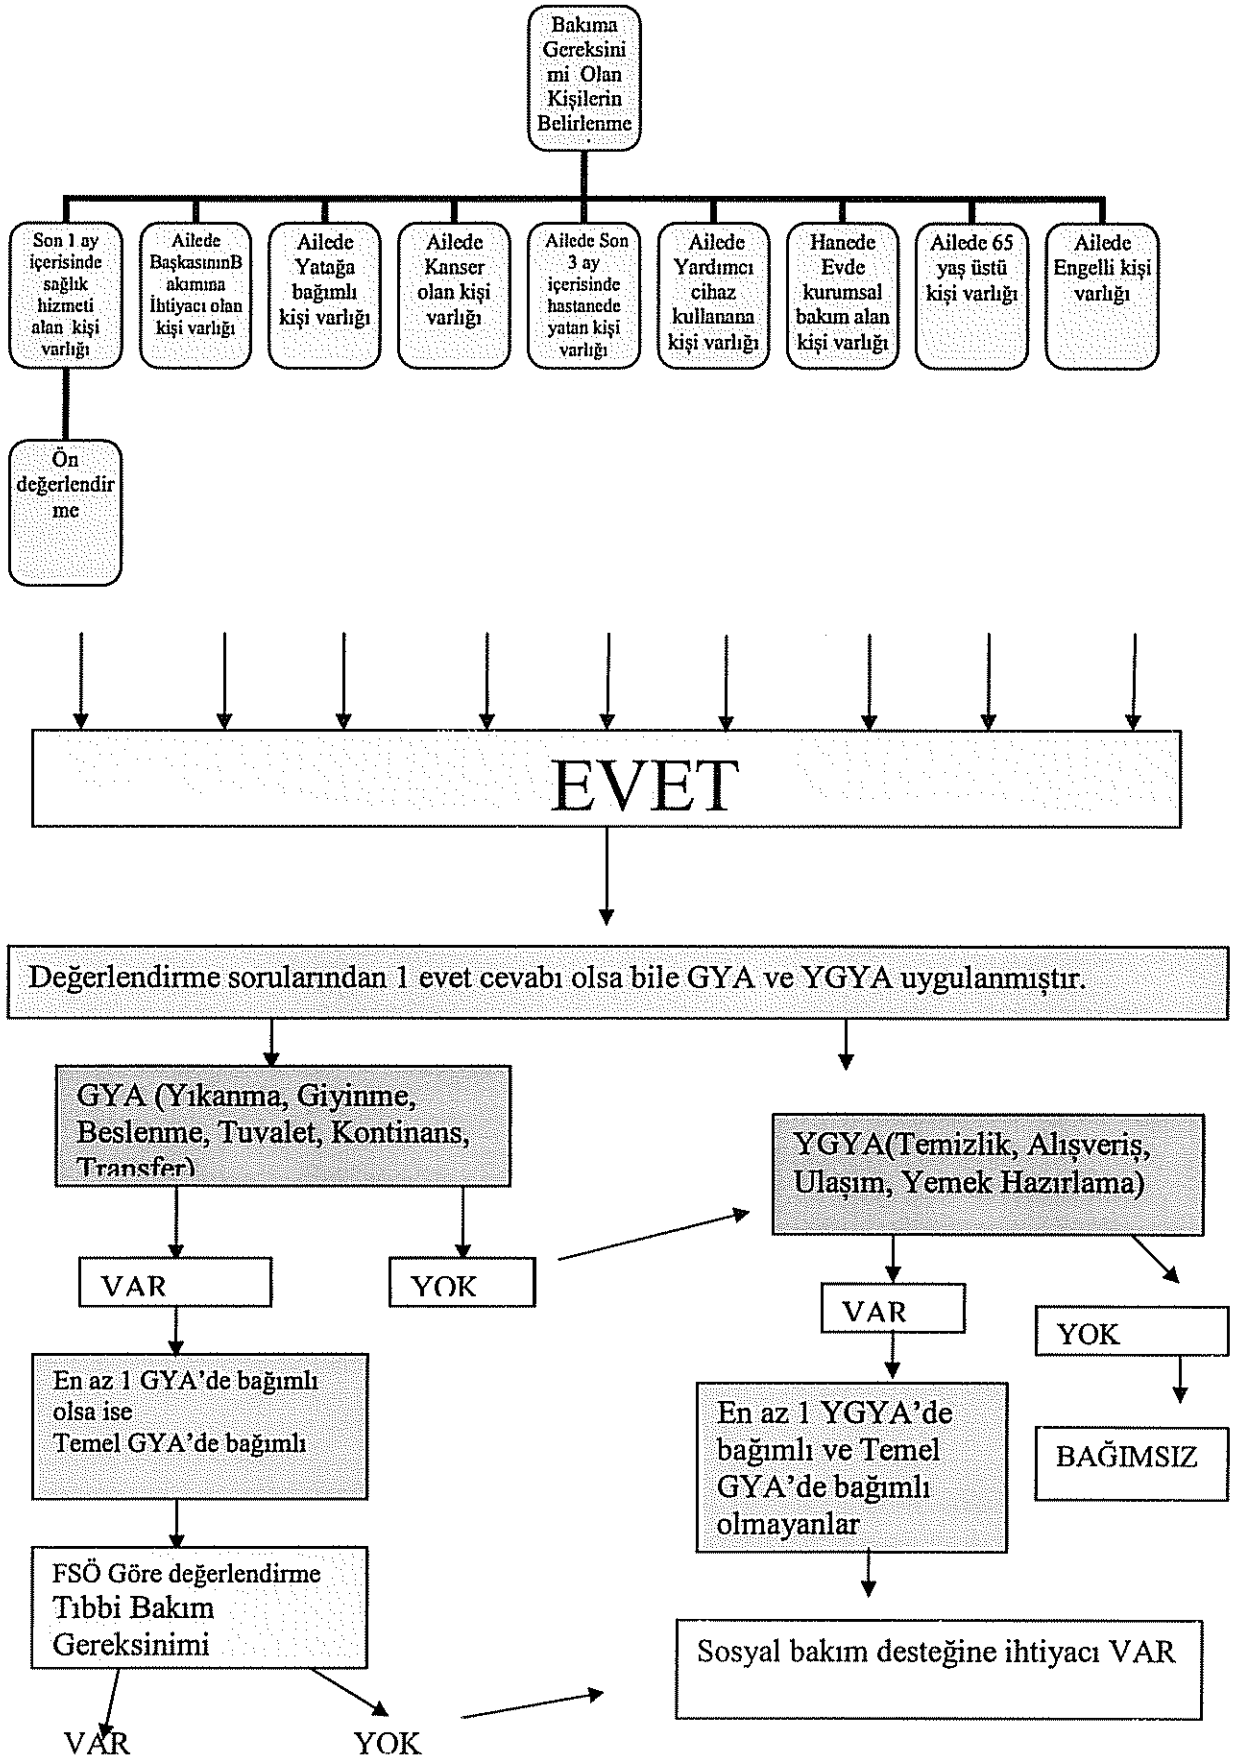 Bakıma
Gereksini
mi Olan
Kişilerin
Belirlenme
.
Son 1 ay
içerisinde
sağlık
hizmeti
alan kişi
varlığı
Ailede
BaşkasınınB
akımına
İhtiyacı olan
kişi varlığı
Ailede
Yatağa
bağımlı
kişi varlığı
Ailede
Kanser
olan kişi
varlığı
Ailede Son
3 ay
içerisinde
hastanede
yatan kişi
varlığı
Ailede
Yardımcı
cihaz
kullanana
kişi varlığı
Hanede
Evde
kurumsal
bakım alan
kişi varlığı
Ailede 65
yaş üstü
kişi varlığı
Ailede
Engelli kişi
varlığı
Ön
değerlendir
me
EVET
Değerlendirme sorularından 1 evet cevabı olsa bile GYA ve YGYA uygulanmıştır.
GYA (Yıkanma, Giyinme,
Beslenme, Tuvalet, Kontinans,
Transfer)
YGYA(Temizlik, Alışveriş,
Ulaşım, Yemek Hazırlama)
VAR
YOK
VAR
YOK
En az 1 GYA’de bağımlı
olsa ise
Temel GYA’de bağımlı
En az 1 YGYA’de
bağımlı ve Temel
GYA’de bağımlı
olmayanlar
BAĞIMSIZ
FSÖ Göre değerlendirme
Tıbbi Bakım
Gereksinimi
Sosyal bakım desteğine ihtiyacı VAR
VAR
YOK